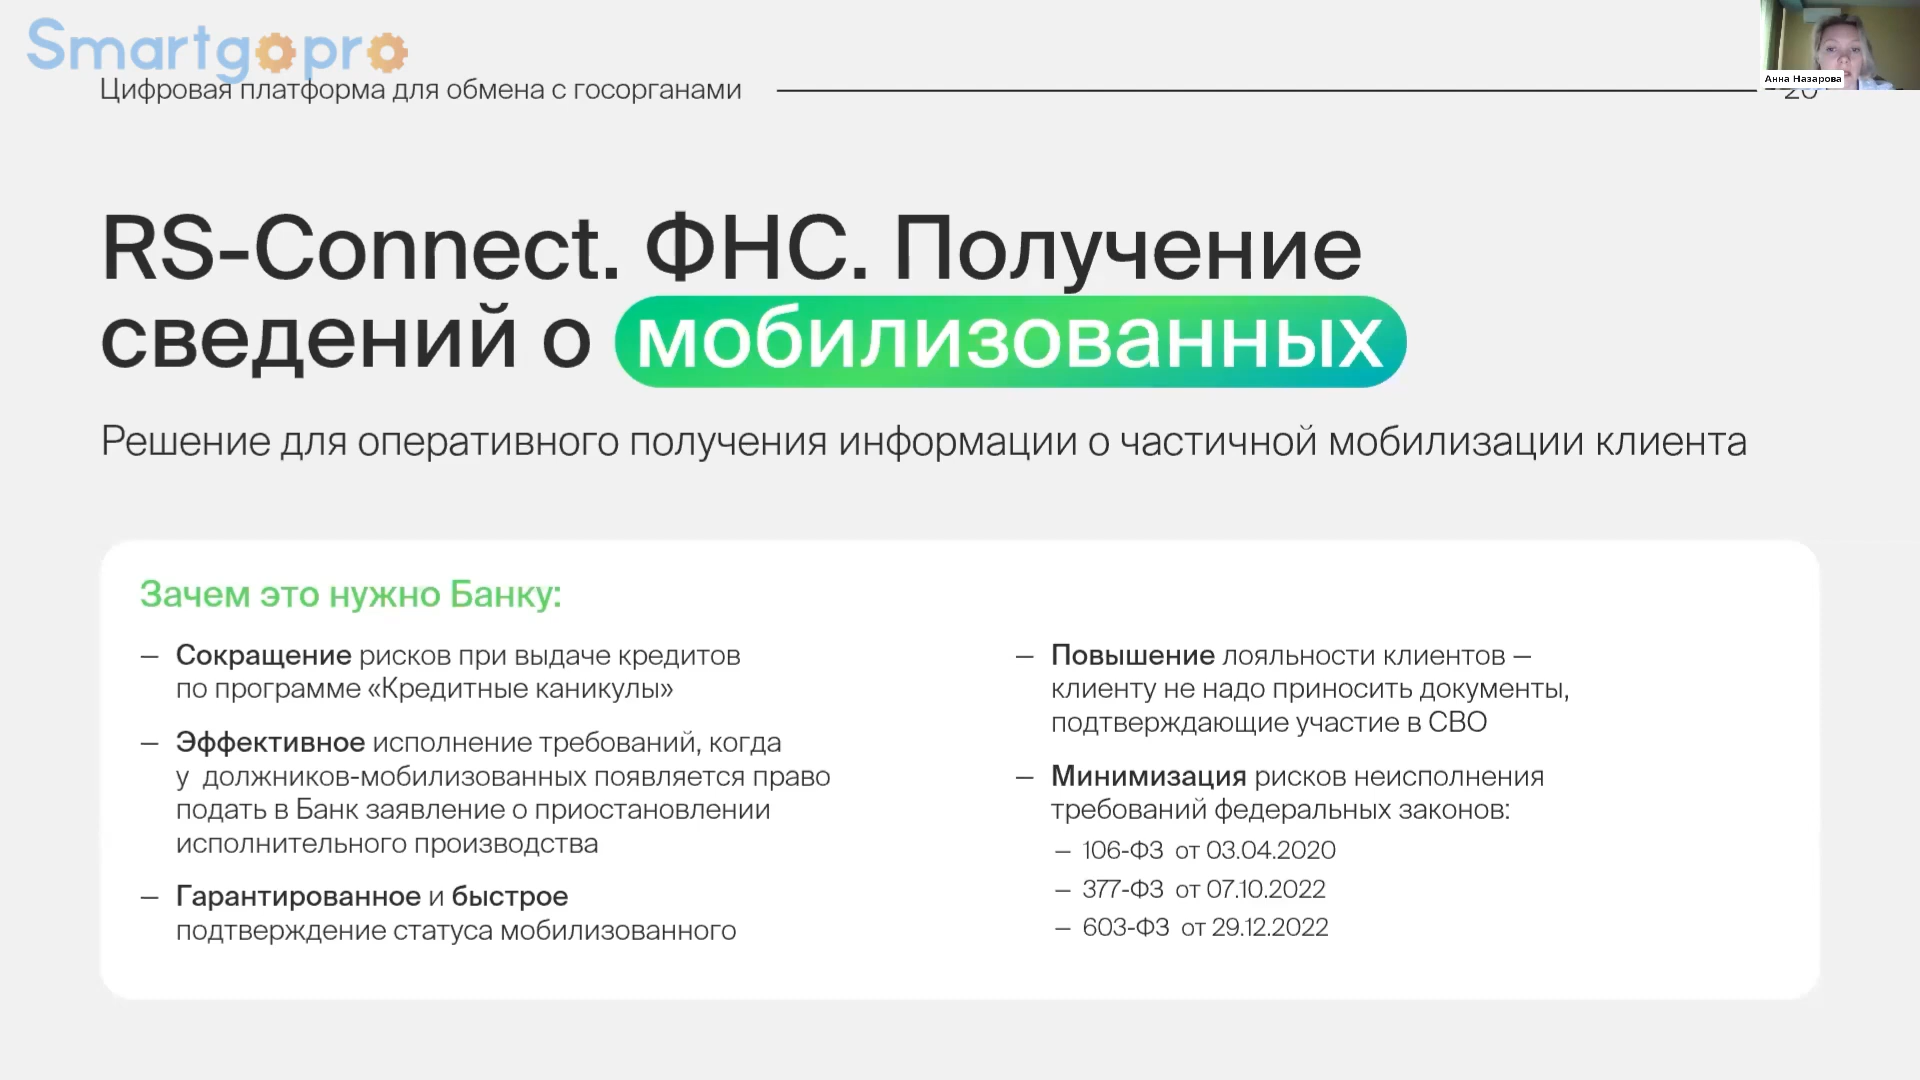 Smartgopro
Цифровая платформа для обмена с госорганами
Анна Назарова
20
RS-Connect. ФНС. Получение
сведений о мобилизованных
Решение для оперативного получения информации о частичной мобилизации клиента
Зачем это нужно Банку:
— Сокращение рисков при выдаче кредитов
по программе «Кредитные каникулы»
— Эффективное исполнение требований, когда
у должников-мобилизованных появляется право
подать в Банк заявление о приостановлении
исполнительного производства
— Гарантированное и быстрое
подтверждение статуса мобилизованного
— Повышение лояльности клиентов —
клиенту не надо приносить документы,
подтверждающие участие в СВО
— Минимизация рисков неисполнения
требований федеральных законов:
— 106-ФЗ от 03.04.2020
— 377-ФЗ от 07.10.2022
— 603-ФЗ от 29.12.2022